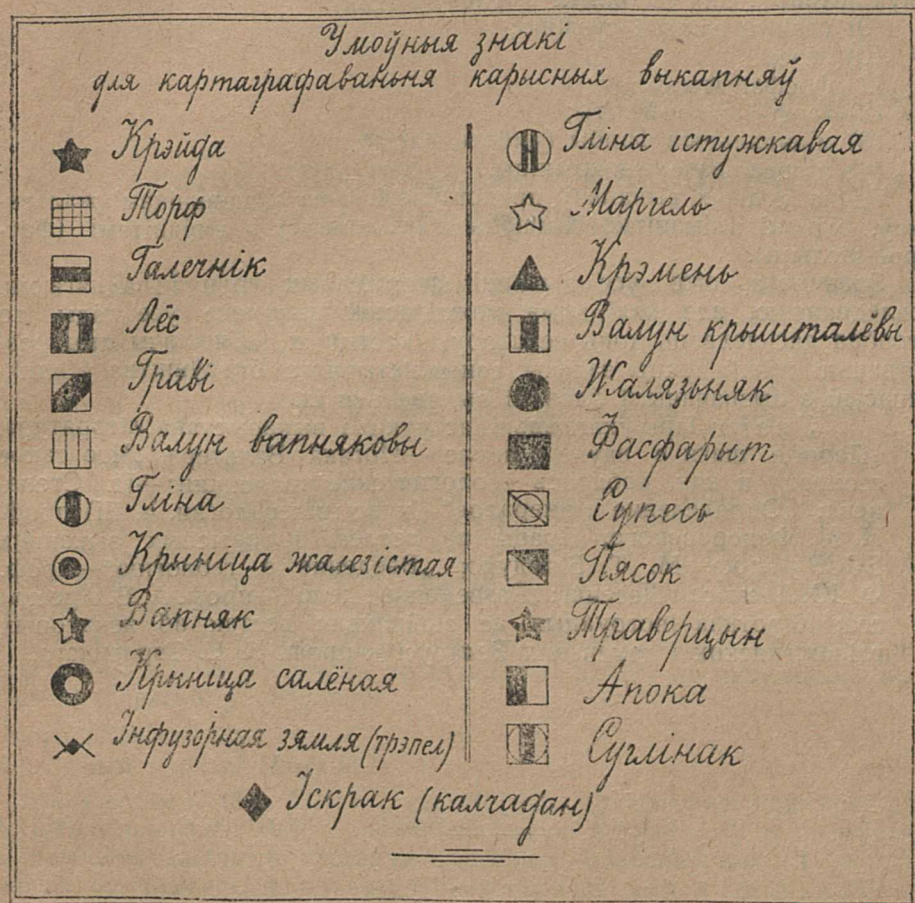 Умоўныя знакі
для картаграфаваньня карысных выкапняў
Крэйда
Торф
Галечнік
Лёс
Граві
Валун вапняковы
Гліна
Крыніца жалезістая
Вапняк
Крыніца салёная
Інфузорная зямля (трэпел)
Гліна істужкавая
Маргель
Крэмень
Валун крышталёвы
Жалязьняк
Фасфарыт
Супесь
Пясок
Траверцын
Апока
Суглінак
Іскрак (калчадан)